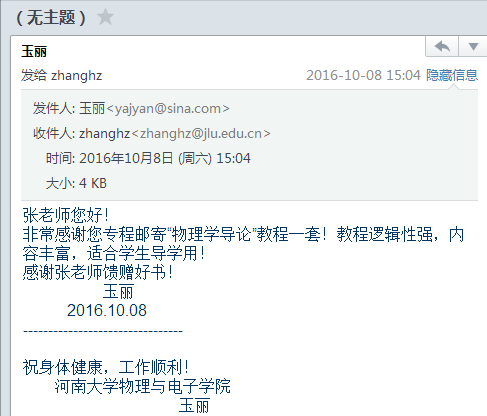 （无主题）
玉丽
发给 zhanghz 2016-10-08 15:04 隐藏信息
发件人: 玉丽<yajyan@sina.com>
收件人: zhanghz<zhanghz@jlu.edu.cn>
时间: 2016年10月8日 (周六) 15:04
大小: 4 KB
张老师您好！
非常感谢您专程邮寄“物理学导论”教程一套！教程逻辑性强，内
容丰富，适合学生导学用！
感谢张老师馈赠好书！
玉丽
2016.10.08
--------------------------------
祝身体健康，工作顺利！
河南大学物理与电子学院
玉丽